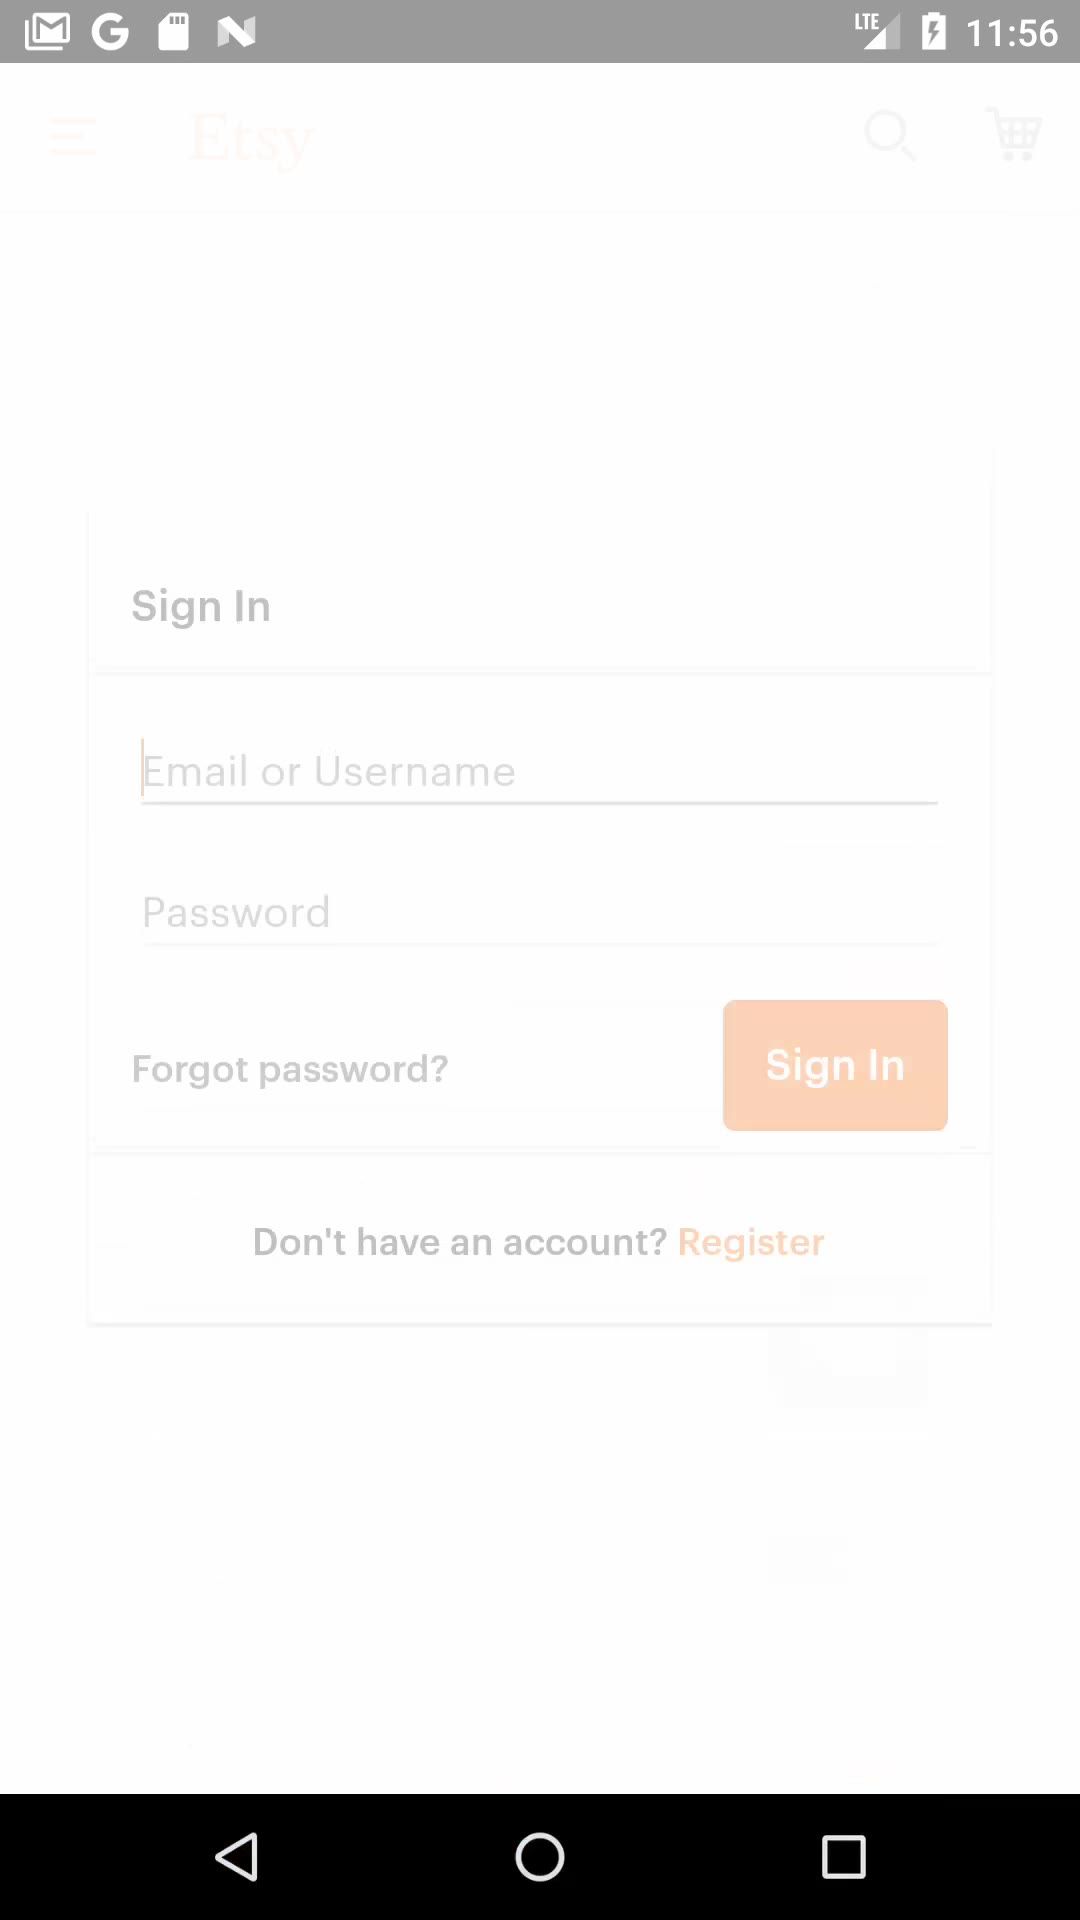 LTE 11:56
Etsy
Sign In
Email or Username
Password
Forgot password? Sign In
Don't have an account? Register